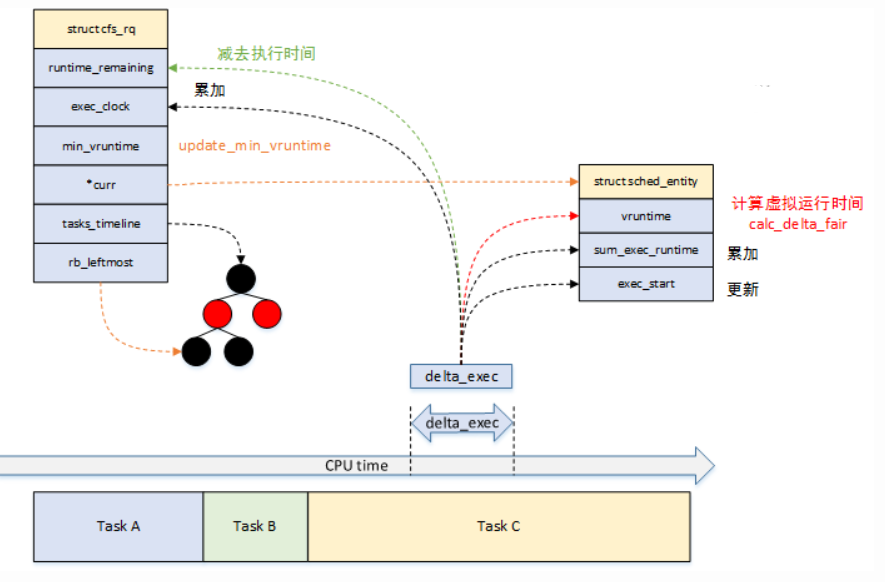 struct cfs_rq
减去执行时间
runtime_remaining
累加
exec_clock
min_vruntime
update_min_vruntime
*curr
tasks_timeline
rb_leftmost
struct sched_entity
vruntime
计算虚拟运行时间
calc_delta_fair
sum_exec_runtime
累加
exec_start
更新
delta_exec
delta_exec
CPU time
Task A
Task B
Task C